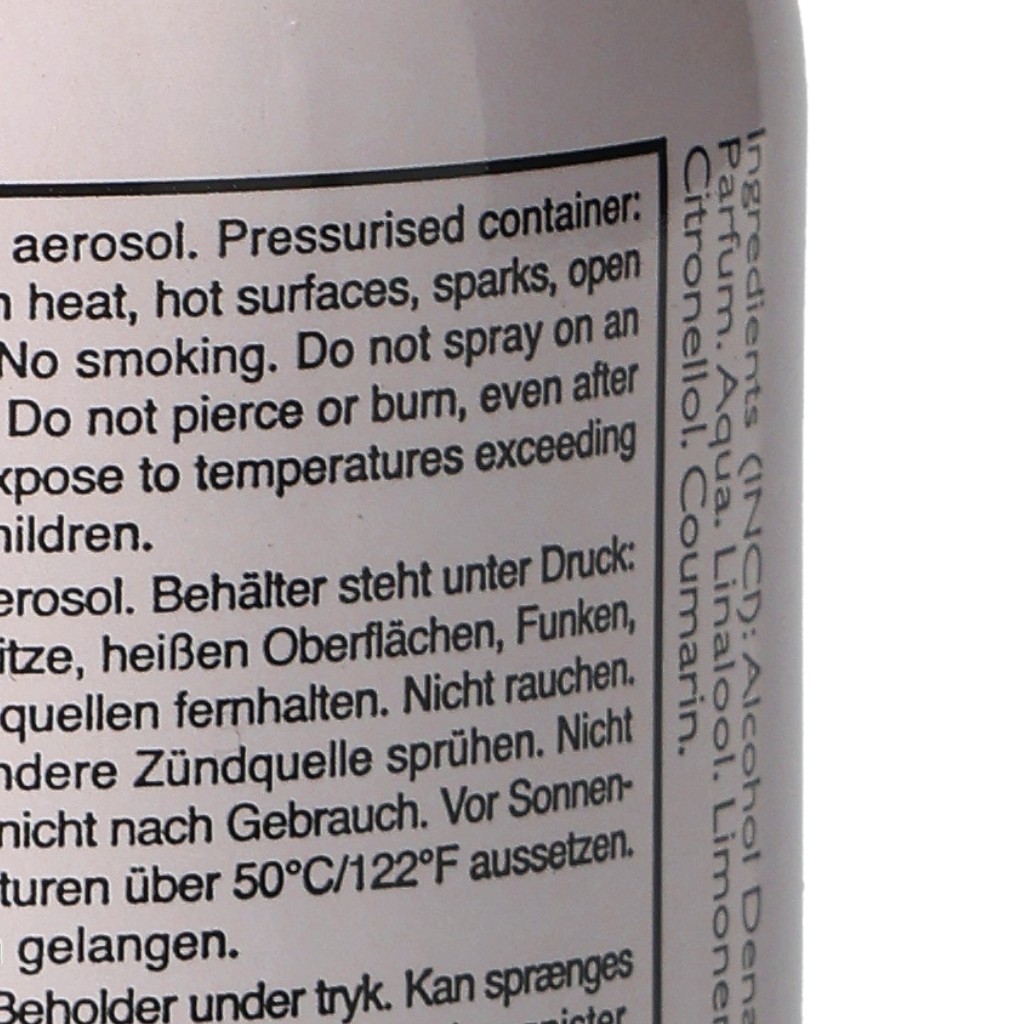 aerosol. Pressurised container:
heat, hot surfaces, sparks, open
No smoking. Do not spray on an
Do not pierce or burn, even after
xpose to temperatures exceeding
hildren.
erosol. Behälter steht unter Druck:
itze, heißen Oberflächen, Funken,
quellen fernhalten. Nicht rauchen.
ndere Zündquelle sprühen. Nicht
nicht nach Gebrauch. Vor Sonnen-
turen über 50°C/122°F aussetzen.
gelangen.
Beholder under tryk. Kan sprænges
Ingredients (INCI): Alcohol Dena
Parfum. Aqua. Linalool. Limonen
Citronellol. Coumarin.